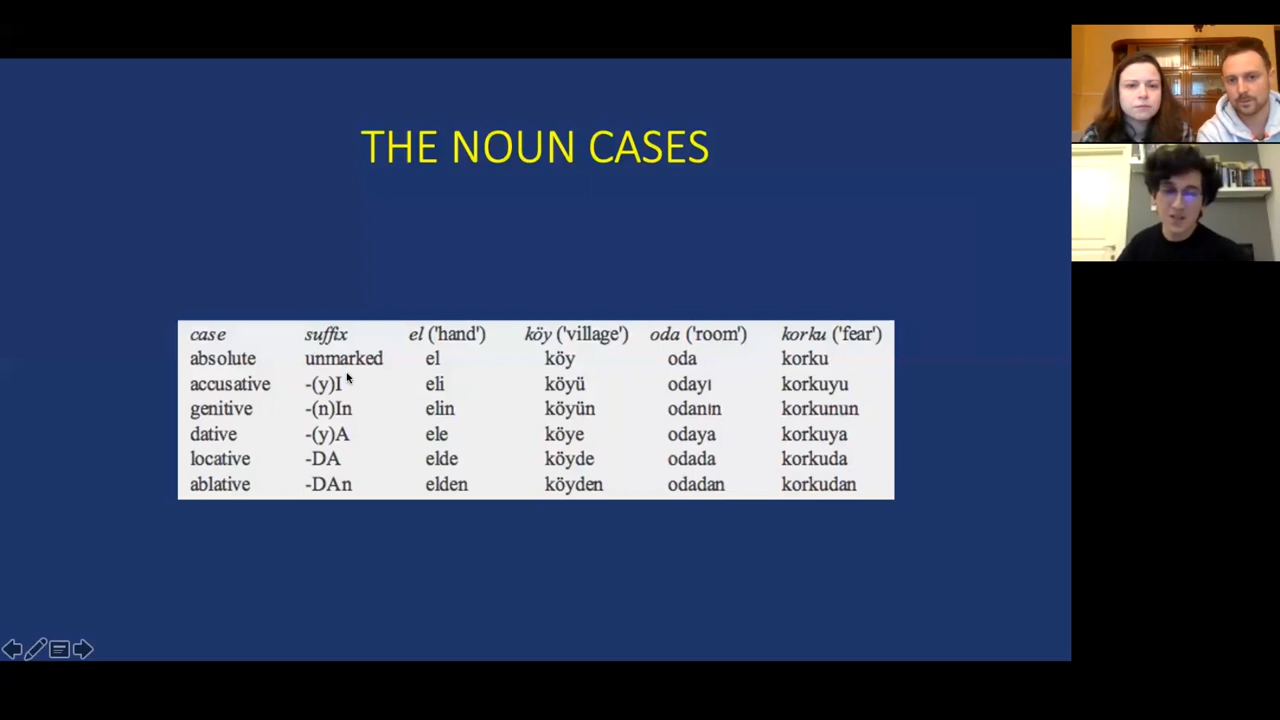 THE NOUN CASES
case suffix el ('hand') köy ('village') oda ('room') korku ('fear')
absolute unmarked el köy oda korku
accusative -(y)I eli köyü odayı korkuyu
genitive -(n)In elin köyün odanın korkunun
dative -(y)A ele köye odaya korkuya
locative -DA elde köyde odada korkuda
ablative -DAn elden köyden odadan korkudan